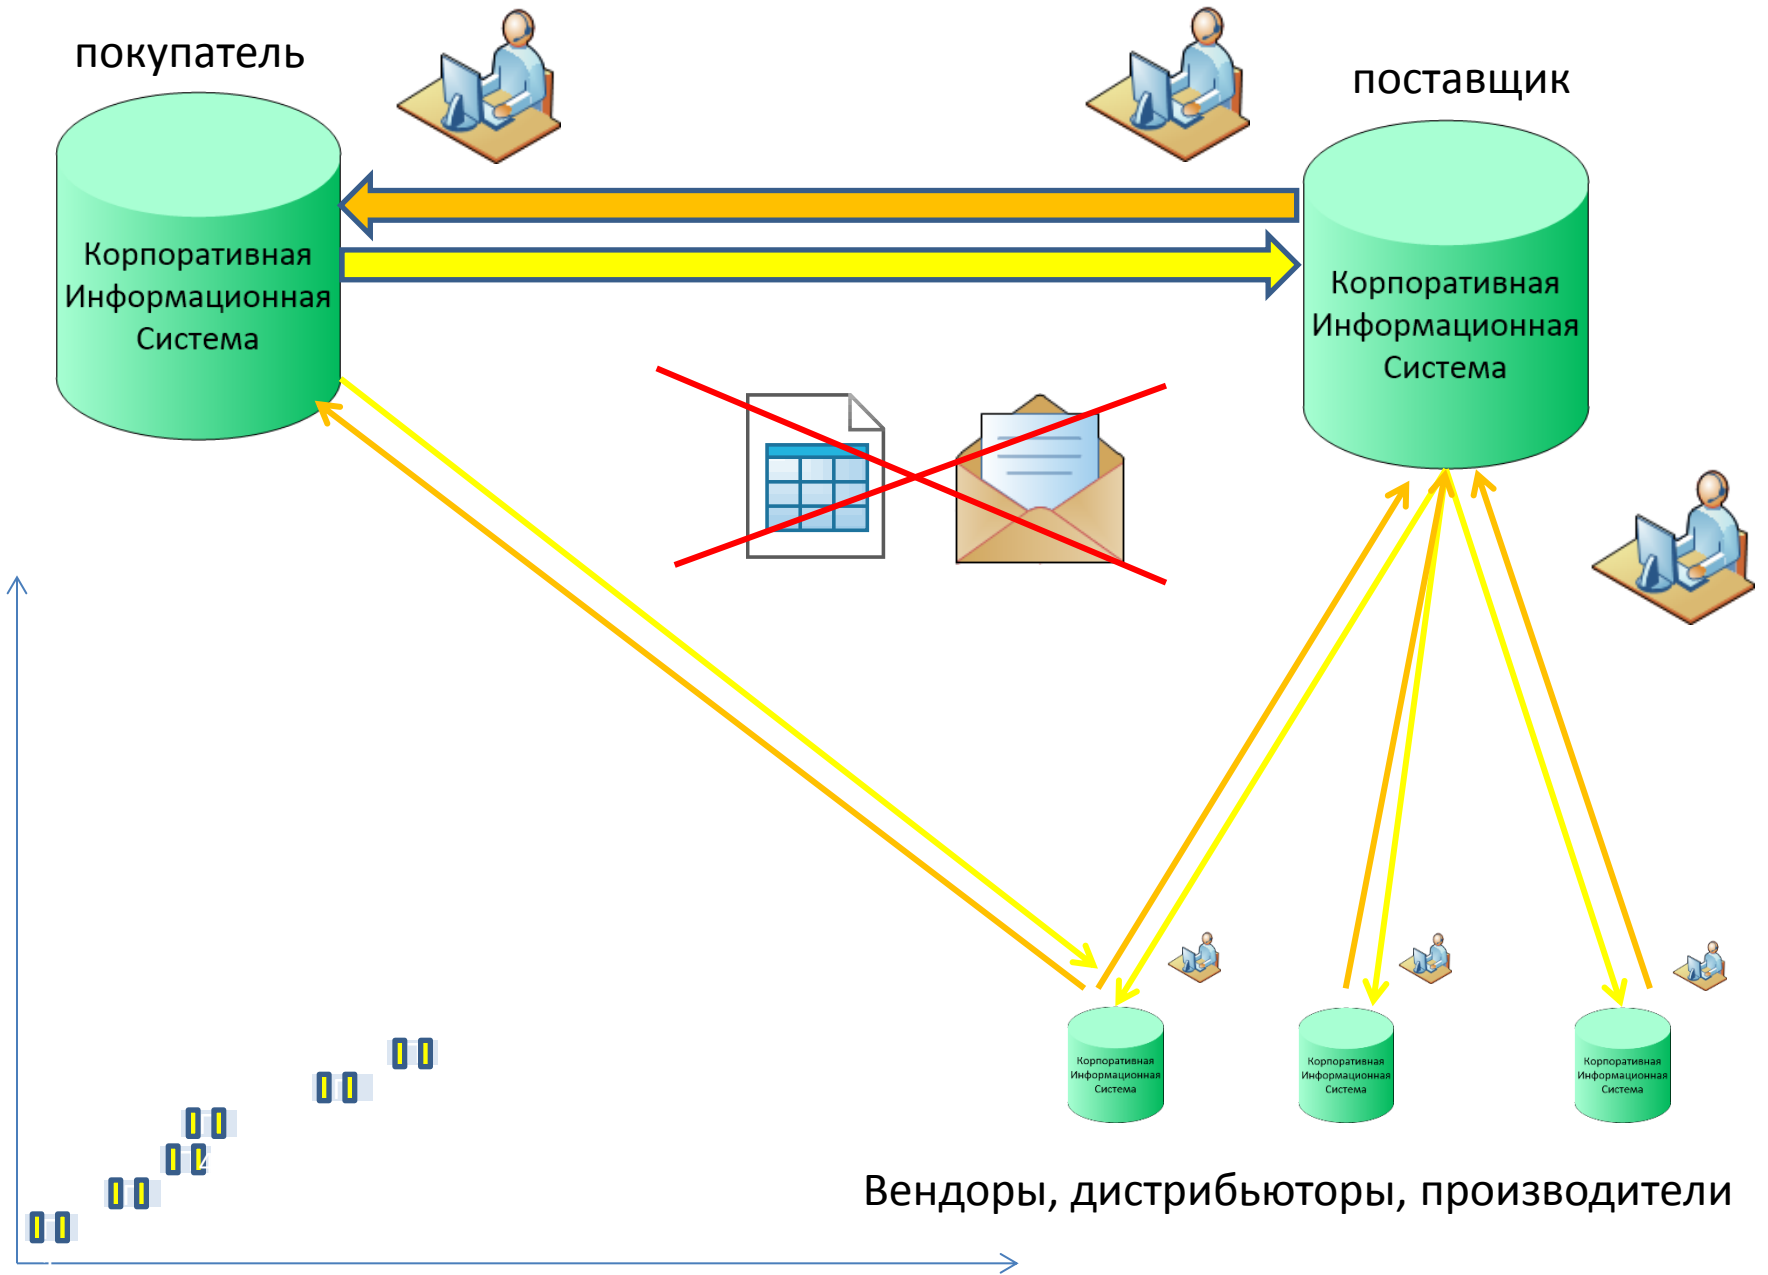 покупатель
поставщик
Корпоративная
Информационная
Система
Корпоративная
Информационная
Система
Корпоративная
Информационная
Система
Корпоративная
Информационная
Система
Корпоративная
Информационная
Система
Вендоры, дистрибьюторы, производители